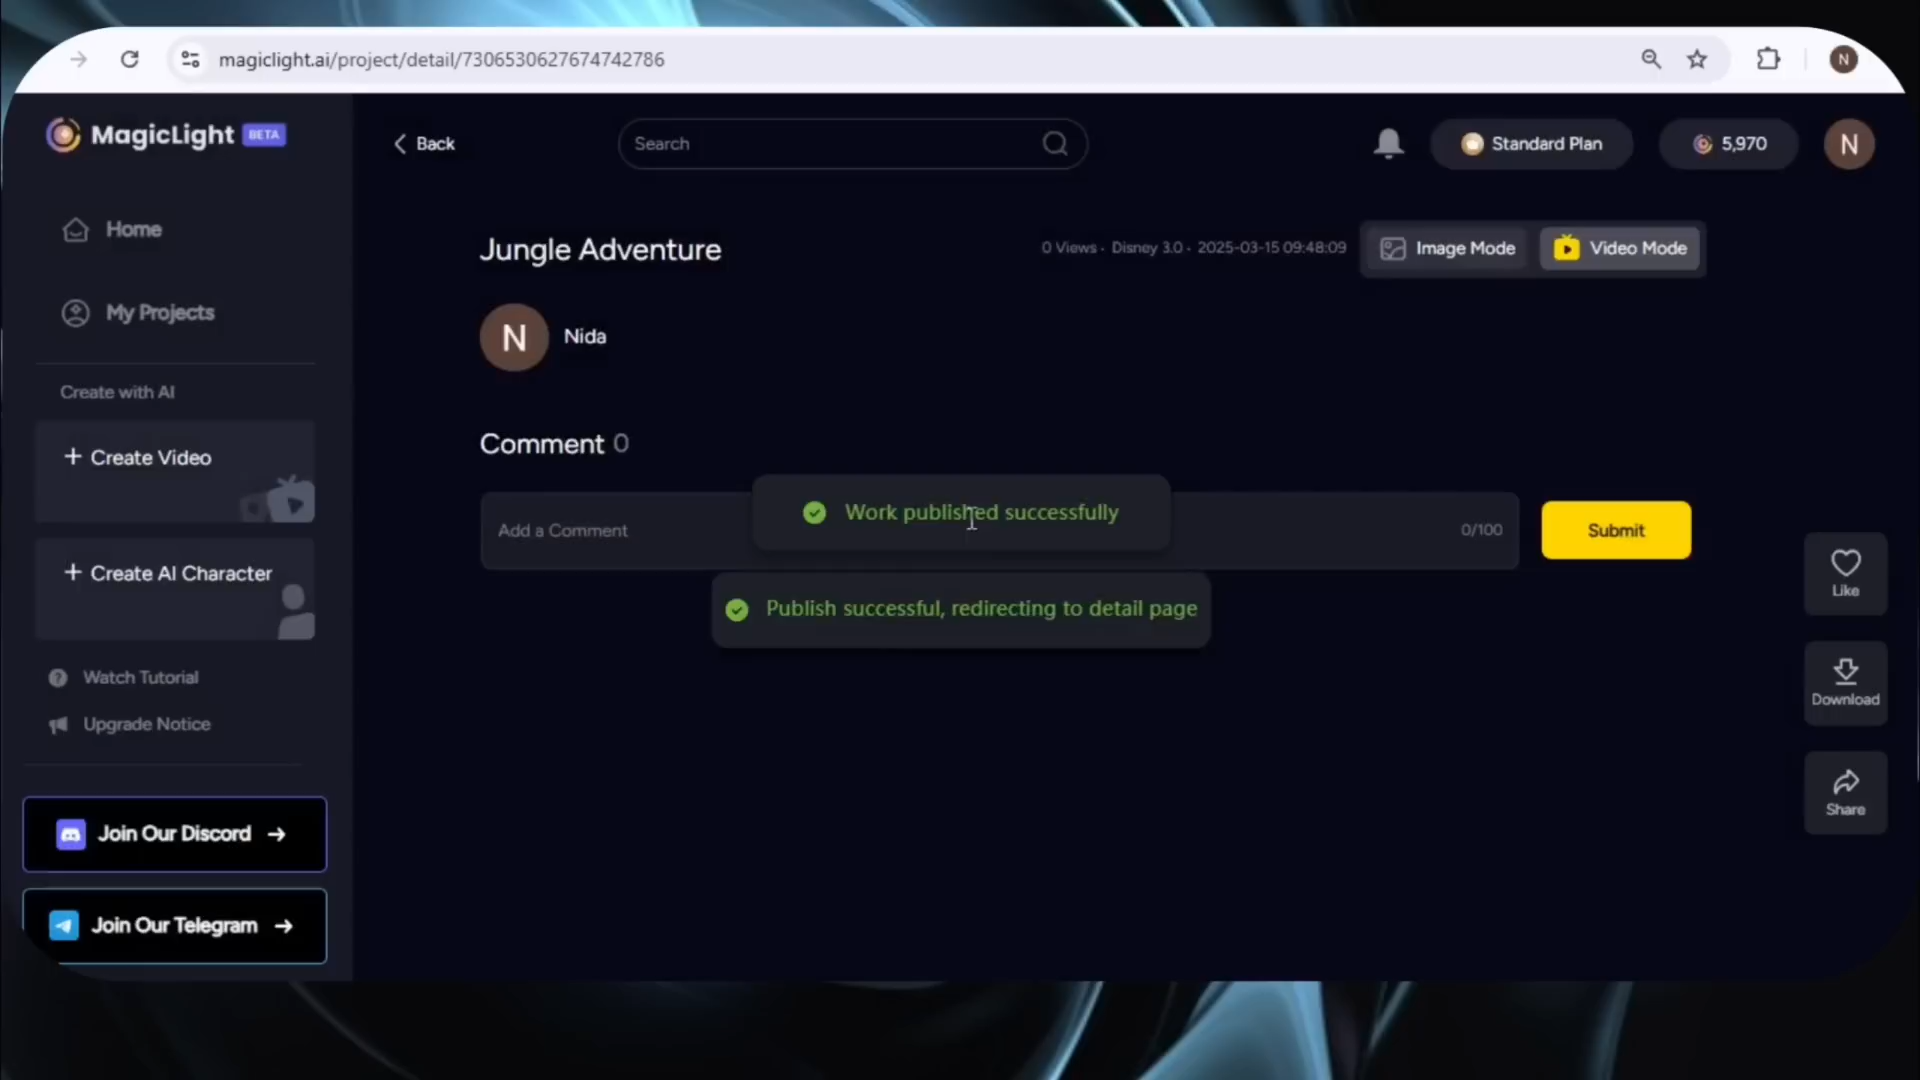 magiclight.ai/project/detail/7306530627674742786
N
MagicLight BETA
Back
Search
Standard Plan
5,970
N
Home
My Projects
Create with AI
+ Create Video
+ Create AI Character
Watch Tutorial
Upgrade Notice
Join Our Discord →
Join Our Telegram →
Jungle Adventure
0 Views · Disney 3.0 · 2025-03-15 09:48:09
Image Mode
Video Mode
N
Nida
Comment 0
Add a Comment
0/100
Submit
Work published successfully
Publish successful, redirecting to detail page
Like
Download
Share